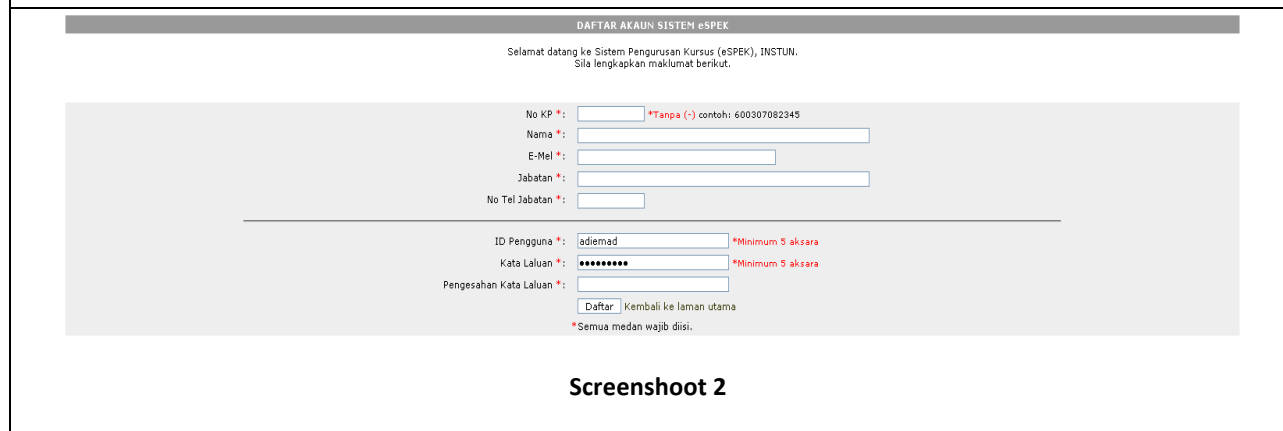 DAFTAR AKAUN SISTEM eSPEK
Selamat datang ke Sistem Pengurusan Kursus (eSPEK), INSTUN.
Sila lengkapkan maklumat berikut.
No KP *: *Tanpa (-) contoh: 600307082345
Nama *:
E-Mel *:
Jabatan *:
No Tel Jabatan *:
ID Pengguna *: adiemad *Minimum 5 aksara
Kata Laluan *: ••••••••• *Minimum 5 aksara
Pengesahan Kata Laluan *:
Daftar Kembali ke laman utama
*Semua medan wajib diisi.
Screenshoot 2